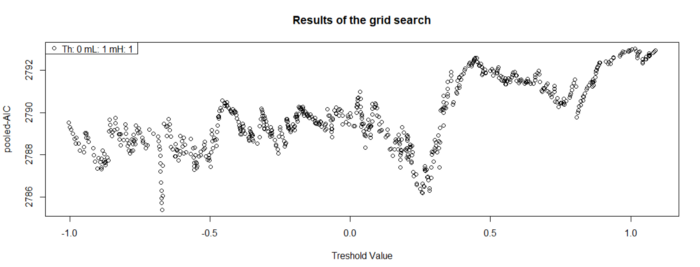 Results of the grid search
Th: 0 mL: 1 mH: 1
pooled-AIC
2792
2790
2788
2786
-1.0 -0.5 0.0 0.5 1.0
Treshold Value